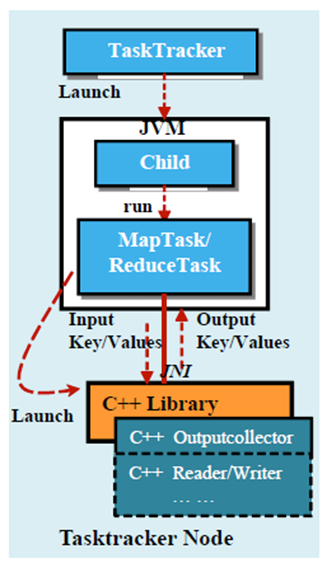 TaskTracker
Launch
JVM
Child
run
MapTask/
ReduceTask
Input
Key/Values
Output
Key/Values
JNI
Launch
C++ Library
C++ Outputcollector
C++ Reader/Writer
... ...
Tasktracker Node